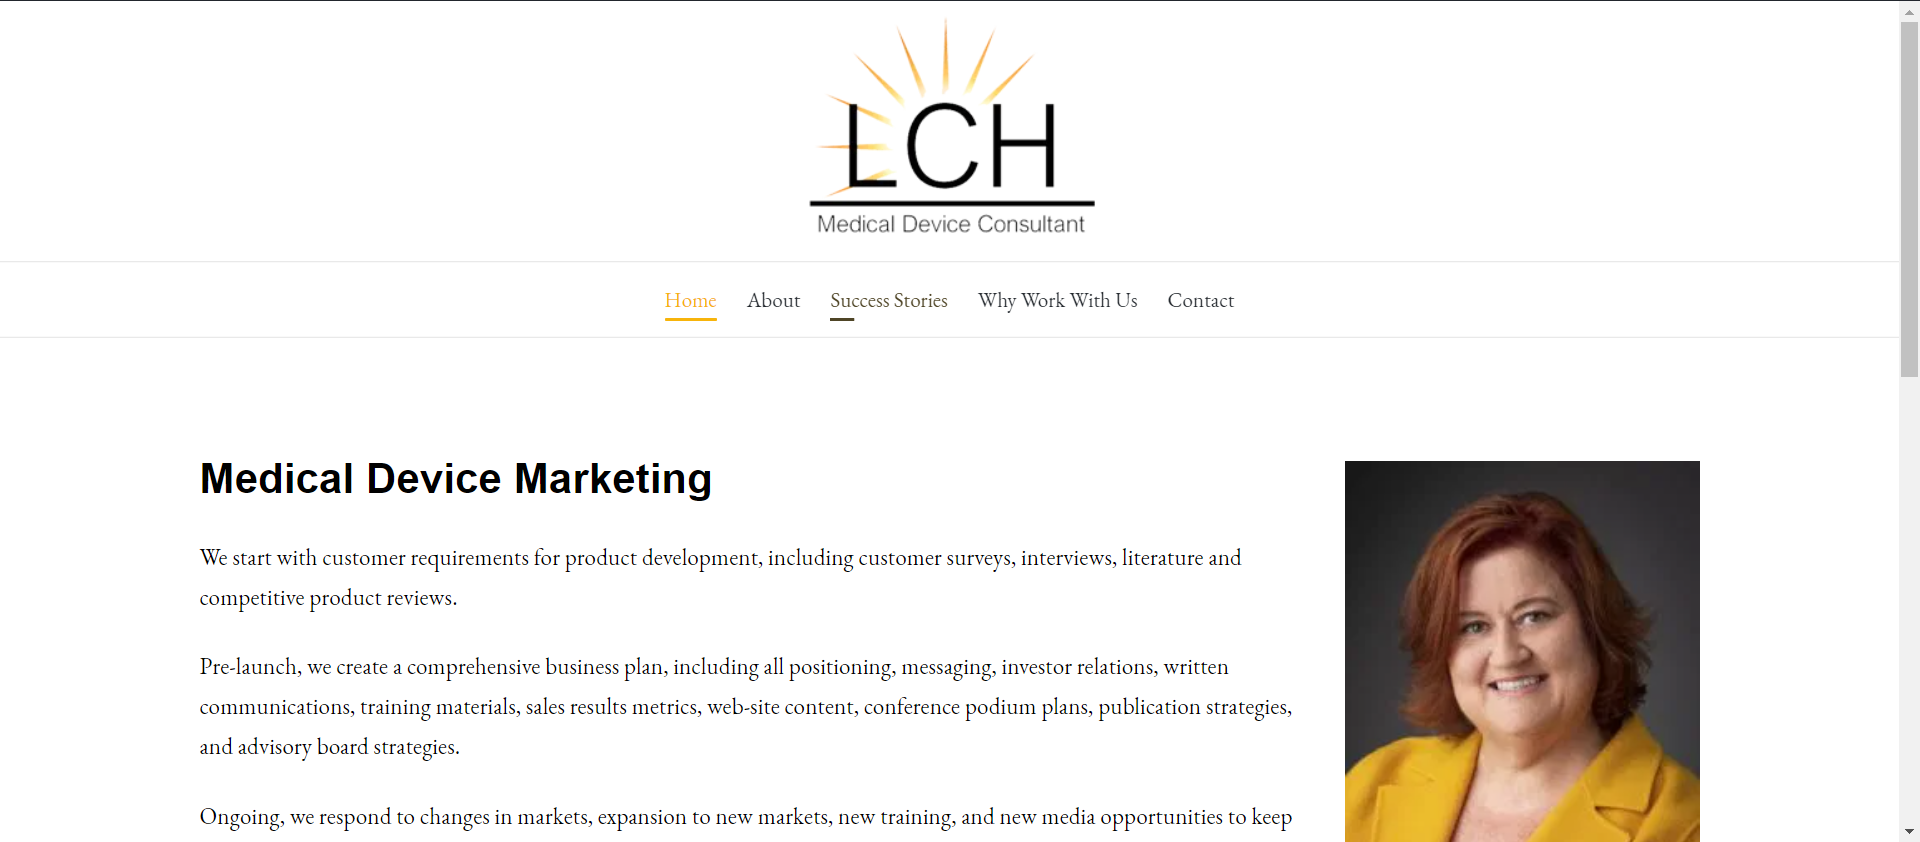 LCH
Medical Device Consultant
Home About Success Stories Why Work With Us Contact
Medical Device Marketing
We start with customer requirements for product development, including customer surveys, interviews, literature and
competitive product reviews.
Pre-launch, we create a comprehensive business plan, including all positioning, messaging, investor relations, written
communications, training materials, sales results metrics, web-site content, conference podium plans, publication strategies,
and advisory board strategies.
Ongoing, we respond to changes in markets, expansion to new markets, new training, and new media opportunities to keep